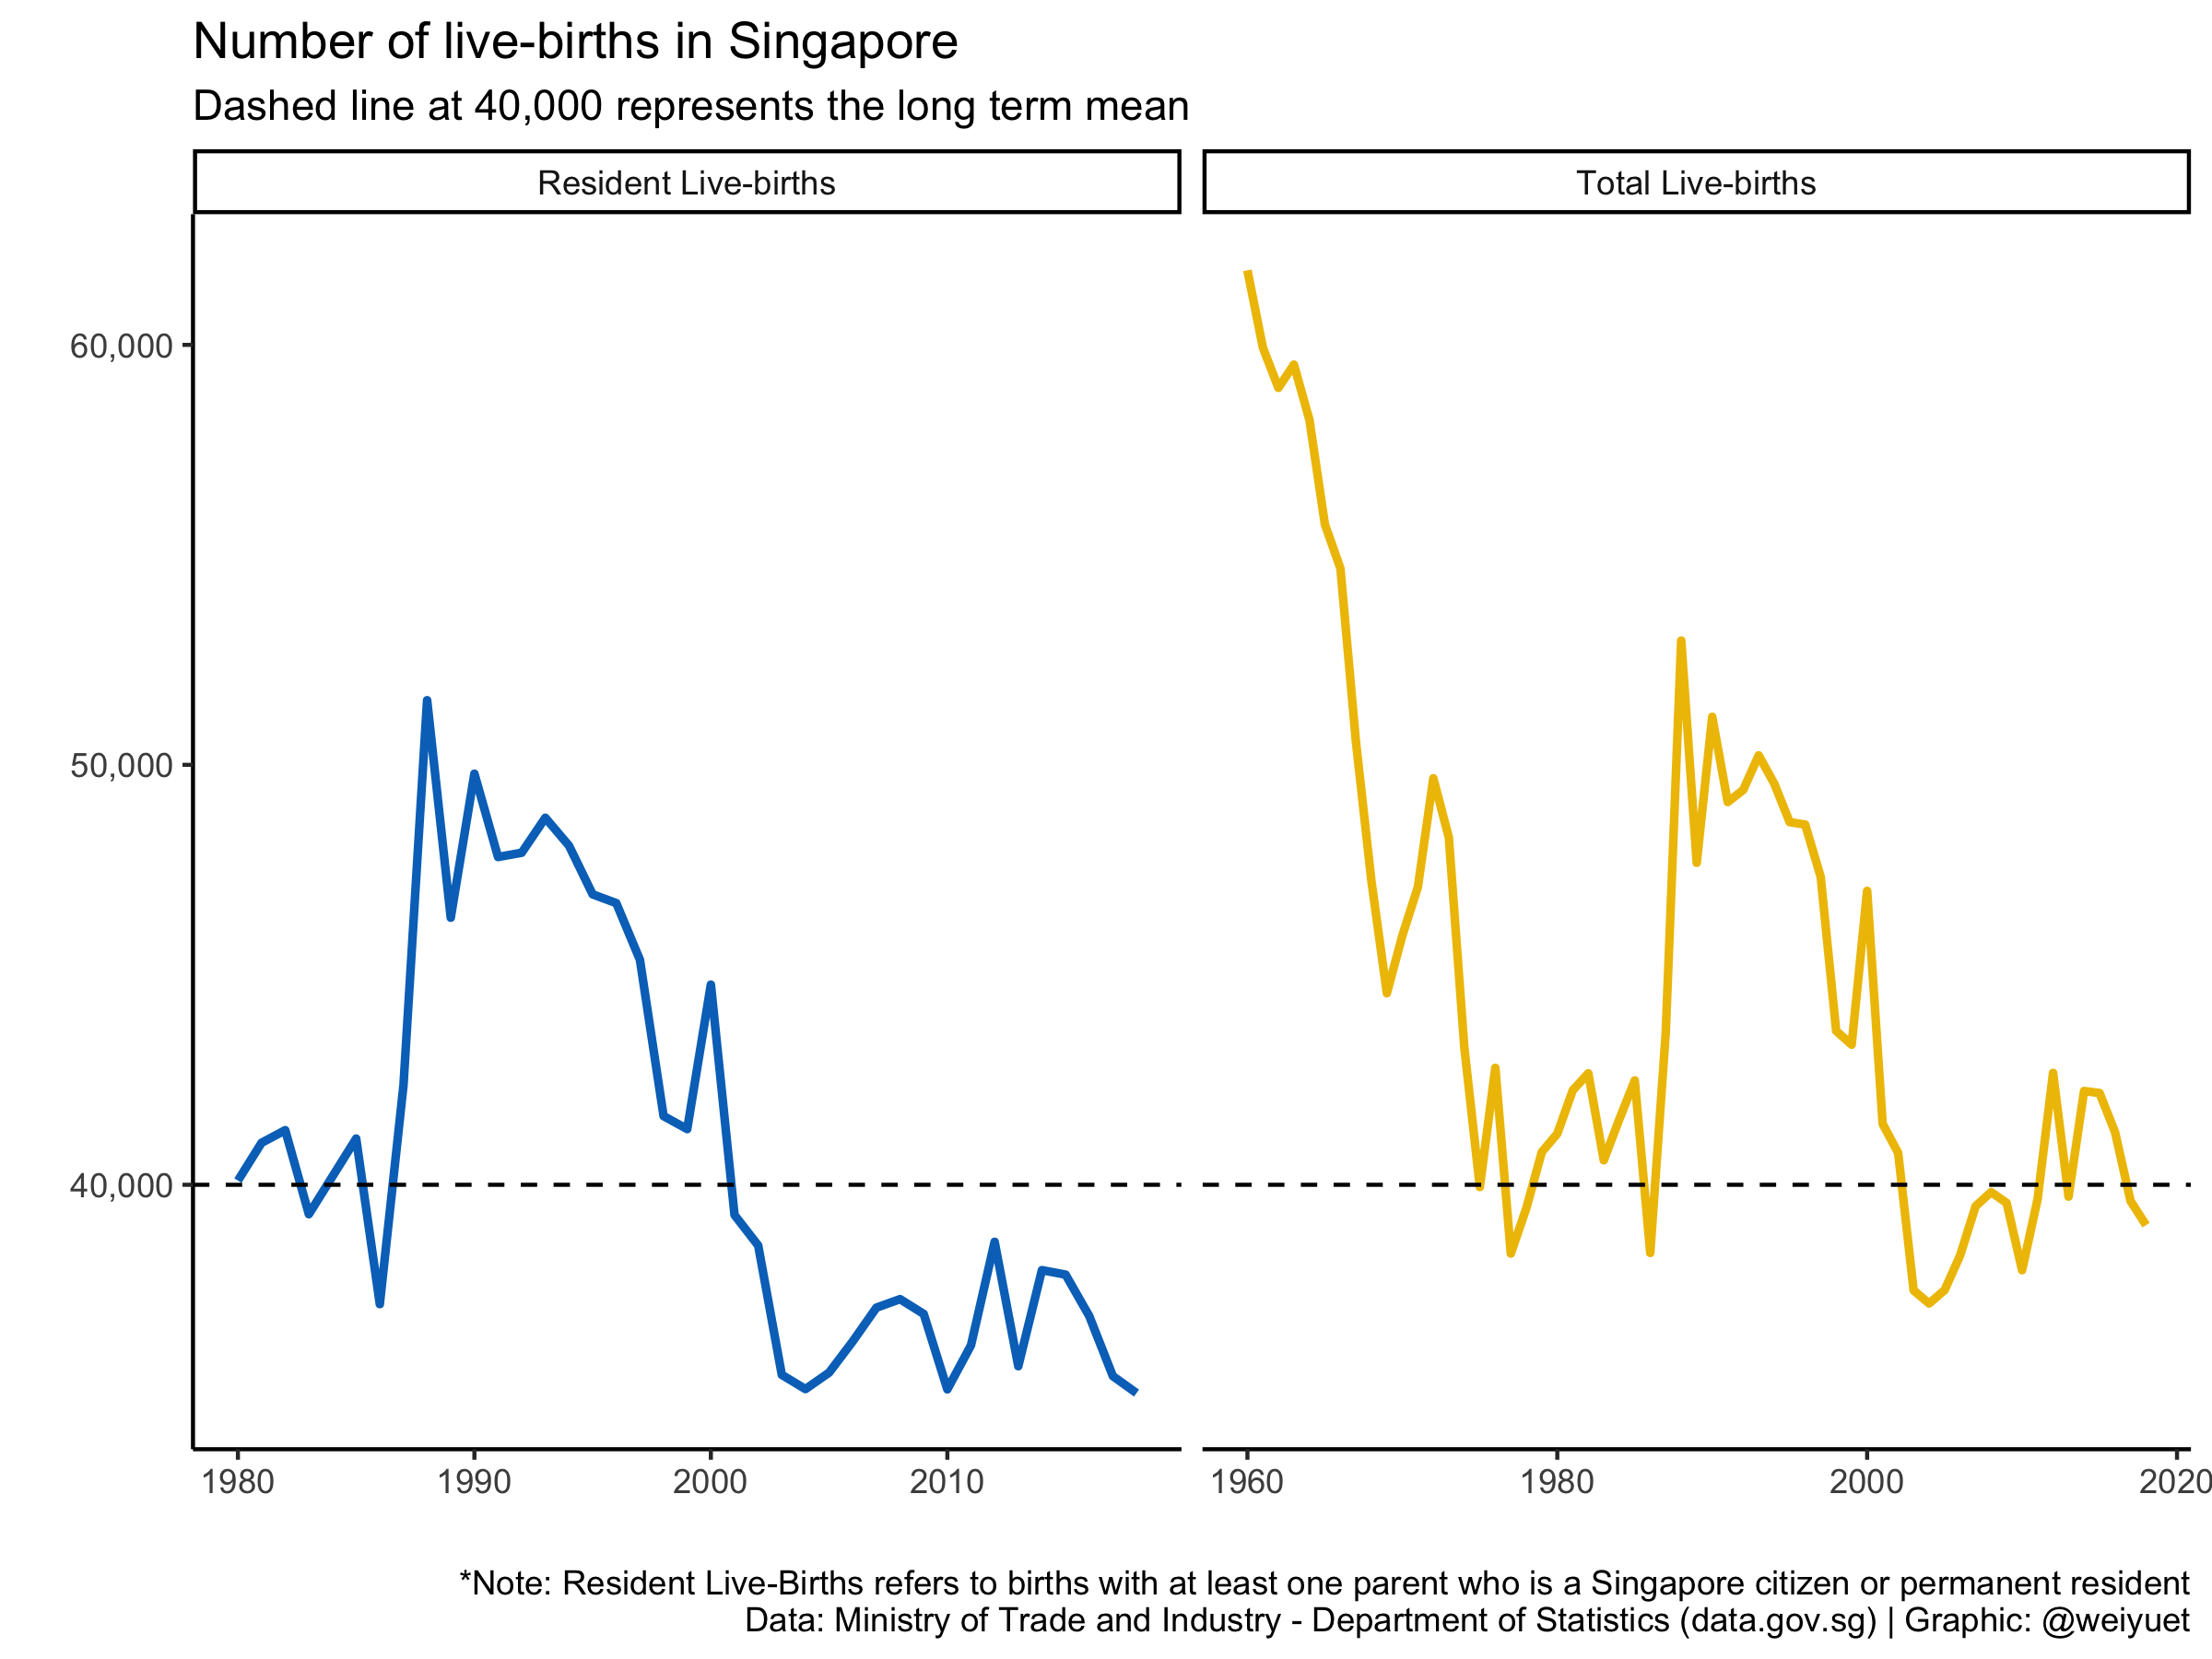 Number of live-births in Singapore
Dashed line at 40,000 represents the long term mean
Resident Live-births
Total Live-births
60,000
50,000
40,000
1980 1990 2000 2010
1960 1980 2000 2020
*Note: Resident Live-Births refers to births with at least one parent who is a Singapore citizen or permanent resident
Data: Ministry of Trade and Industry - Department of Statistics (data.gov.sg) | Graphic: @weiyuet